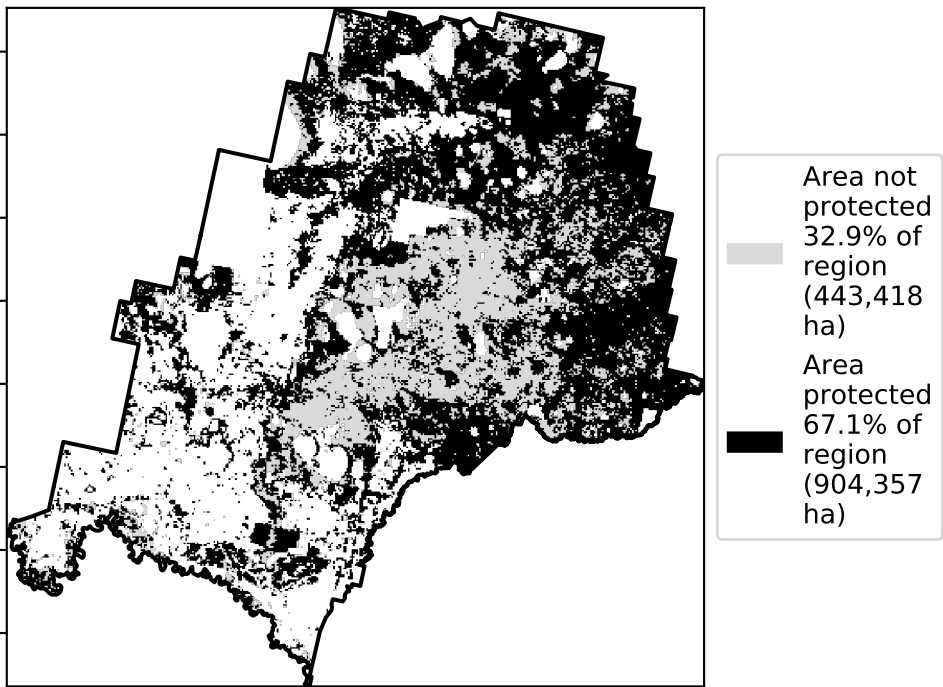 Area not
protected
32.9% of
region
(443,418
ha)
Area
protected
67.1% of
region
(904,357
ha)